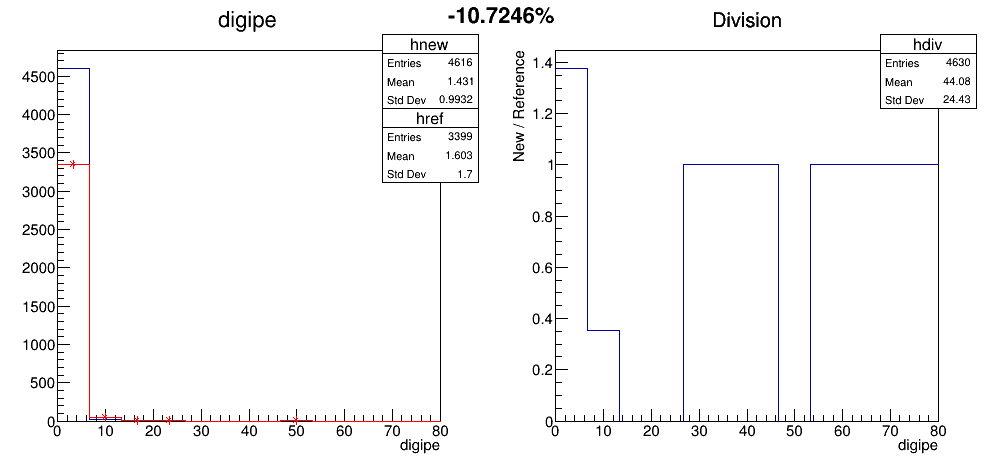 -10.7246%
digipe
hnew
Entries 4616
Mean 1.431
Std Dev 0.9932
href
Entries 3399
Mean 1.603
Std Dev 1.7
4500
4000
3500
3000
2500
2000
1500
1000
500
0
0 10 20 30 40 50 60 70 80
digipe
Division
hdiv
Entries 4630
Mean 44.08
Std Dev 24.43
New / Reference
1.4
1.2
1
0.8
0.6
0.4
0.2
0
0 10 20 30 40 50 60 70 80
digipe